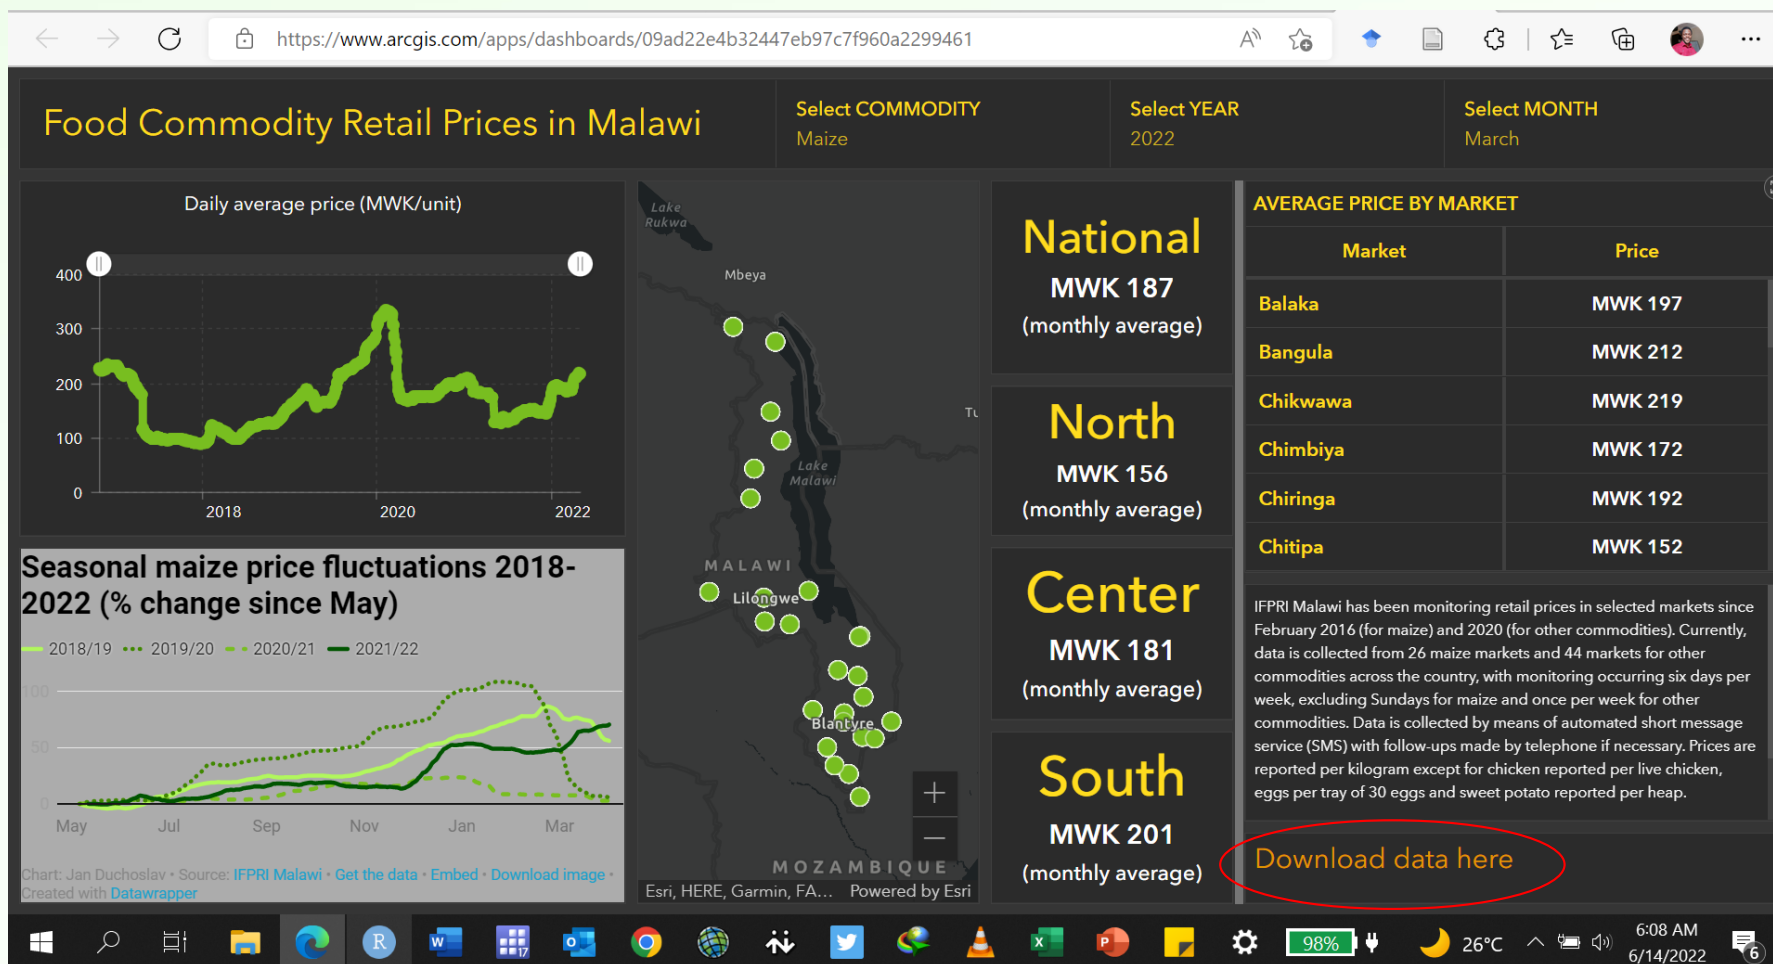 https://www.arcgis.com/apps/dashboards/09ad22e4b32447eb97c7f960a2299461
Food Commodity Retail Prices in Malawi
Select COMMODITY
Maize
Select YEAR
2022
Select MONTH
March
Daily average price (MWK/unit)
400
300
200
100
0
2018
2020
2022
Seasonal maize price fluctuations 2018-
2022 (% change since May)
2018/19
2019/20
2020/21
2021/22
100
50
0
May
Jul
Sep
Nov
Jan
Mar
Chart: Jan Duchoslav • Source: IFPRI Malawi • Get the data • Embed • Download image •
Created with Datawrapper
Lake
Rukwa
Mbeya
Tu
Lake
Malawi
MALAWI
Lilongwe
Blantyre
MOZAMBIQUE
Esri, HERE, Garmin, FA...
Powered by Esri
National
MWK 187
(monthly average)
North
MWK 156
(monthly average)
Center
MWK 181
(monthly average)
South
MWK 201
(monthly average)
AVERAGE PRICE BY MARKET
Market Price
Balaka MWK 197
Bangula MWK 212
Chikwawa MWK 219
Chimbiya MWK 172
Chiringa MWK 192
Chitipa MWK 152
IFPRI Malawi has been monitoring retail prices in selected markets since
February 2016 (for maize) and 2020 (for other commodities). Currently,
data is collected from 26 maize markets and 44 markets for other
commodities across the country, with monitoring occurring six days per
week, excluding Sundays for maize and once per week for other
commodities. Data is collected by means of automated short message
service (SMS) with follow-ups made by telephone if necessary. Prices are
reported per kilogram except for chicken reported per live chicken,
eggs per tray of 30 eggs and sweet potato reported per heap.
Download data here
98%
26°C
6:08 AM
6/14/2022
6